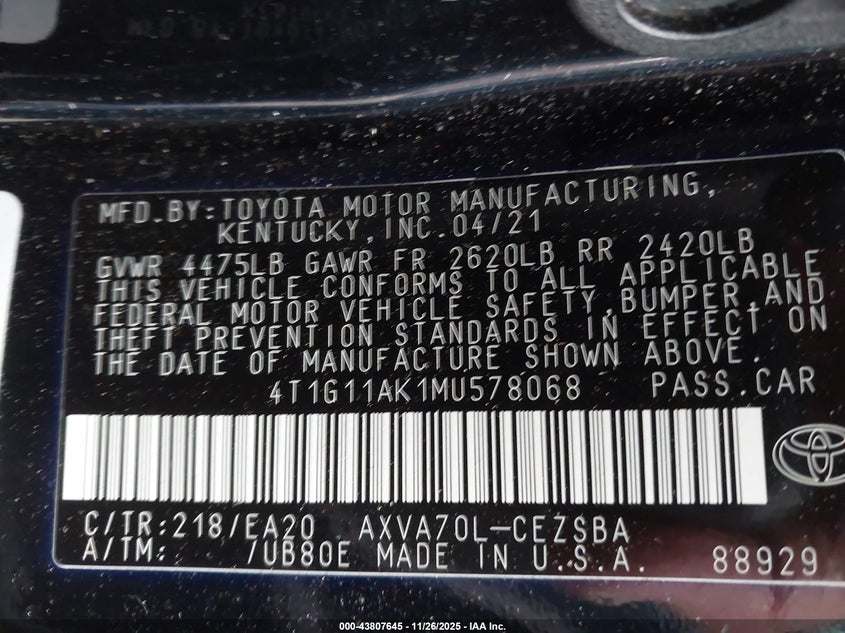 MFD.BY:TOYOTA MOTOR MANUFACTURING,
KENTUCKY,INC.04/21
GVWR 4475LB GAWR FR 2620LB RR 2420LB
THIS VEHICLE CONFORMS TO ALL APPLICABLE
FEDERAL MOTOR VEHICLE SAFETY,BUMPER,AND
THEFT PREVENTION STANDARDS IN EFFECT ON
THE DATE OF MANUFACTURE SHOWN ABOVE.
4T1G11AK1MU578068 PASS.CAR
C/TR:218/EA20 AXVA70L-CEZSBA
A/TM: /UB80E MADE IN U.S.A. 88929
000-43807645 - 11/26/2025 - IAA Inc.